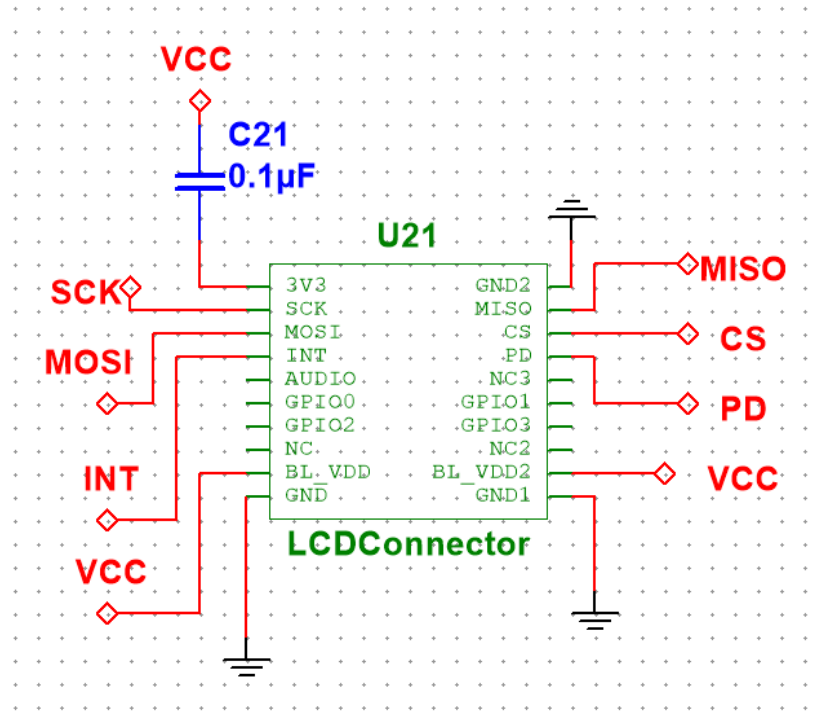 VCC
C21
0.1µF
U21
SCK
MOSI
INT
VCC
3V3
SCK
MOSI
INT
AUDIO
GPIO0
GPIO2
NC
BL_VDD
GND
GND2
MISO
CS
PD
NC3
GPIO1
GPIO3
NC2
BL_VDD2
GND1
MISO
CS
PD
VCC
LCDConnector